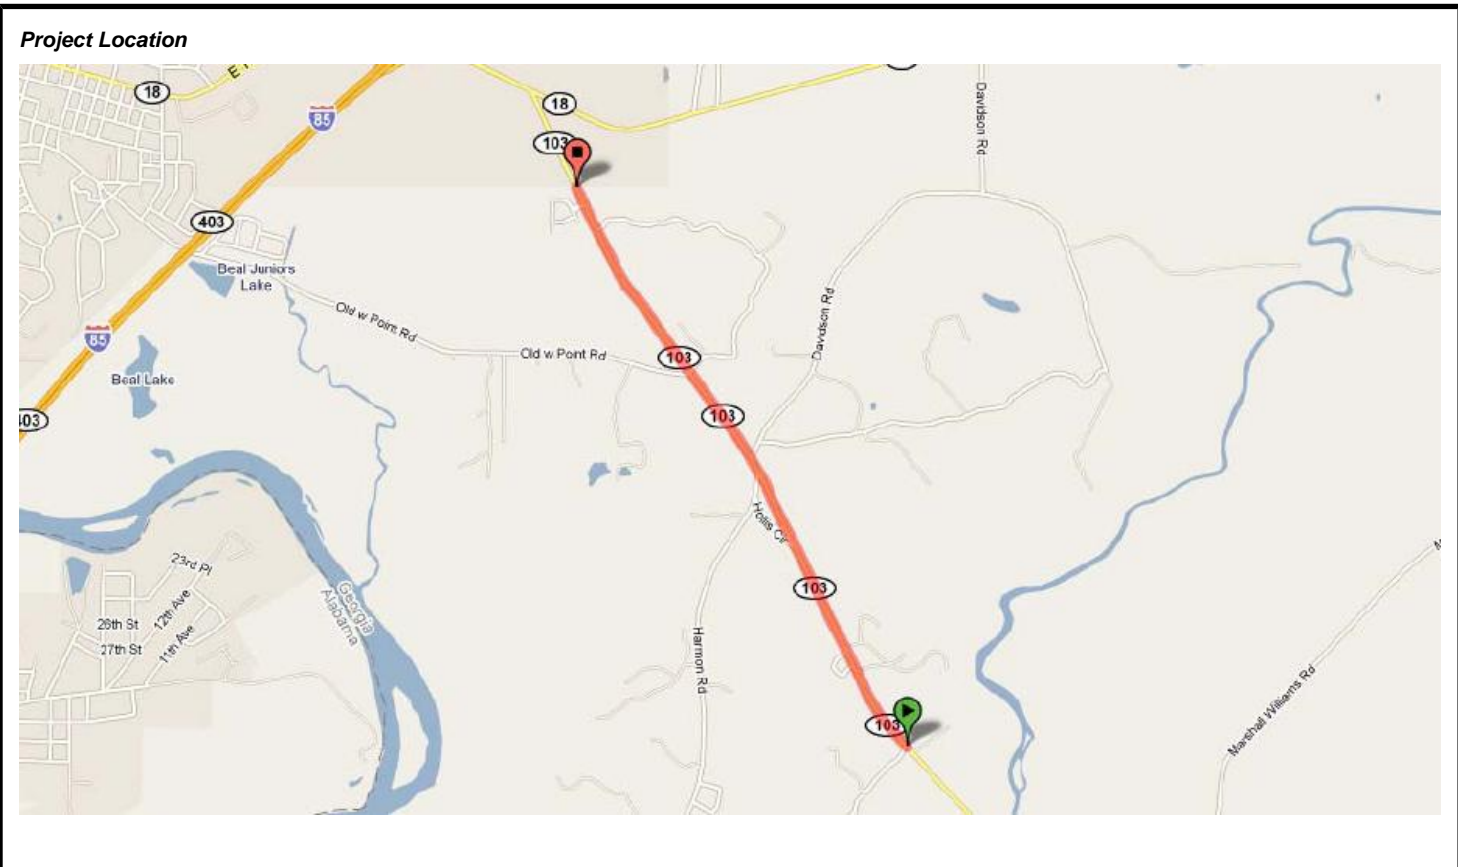 Project Location
18
E
85
18
103
Davidson Rd
403
Beal Juniors
Lake
Old w Point Rd
Davidson Rd
85
Old w Point Rd
103
Beal Lake
103
403
Hollis Cir
23rd Pl
Georgia
Alabama
103
12th Ave
26th St
11th Ave
27th St
Harmon Rd
Marshall Williams Rd
103